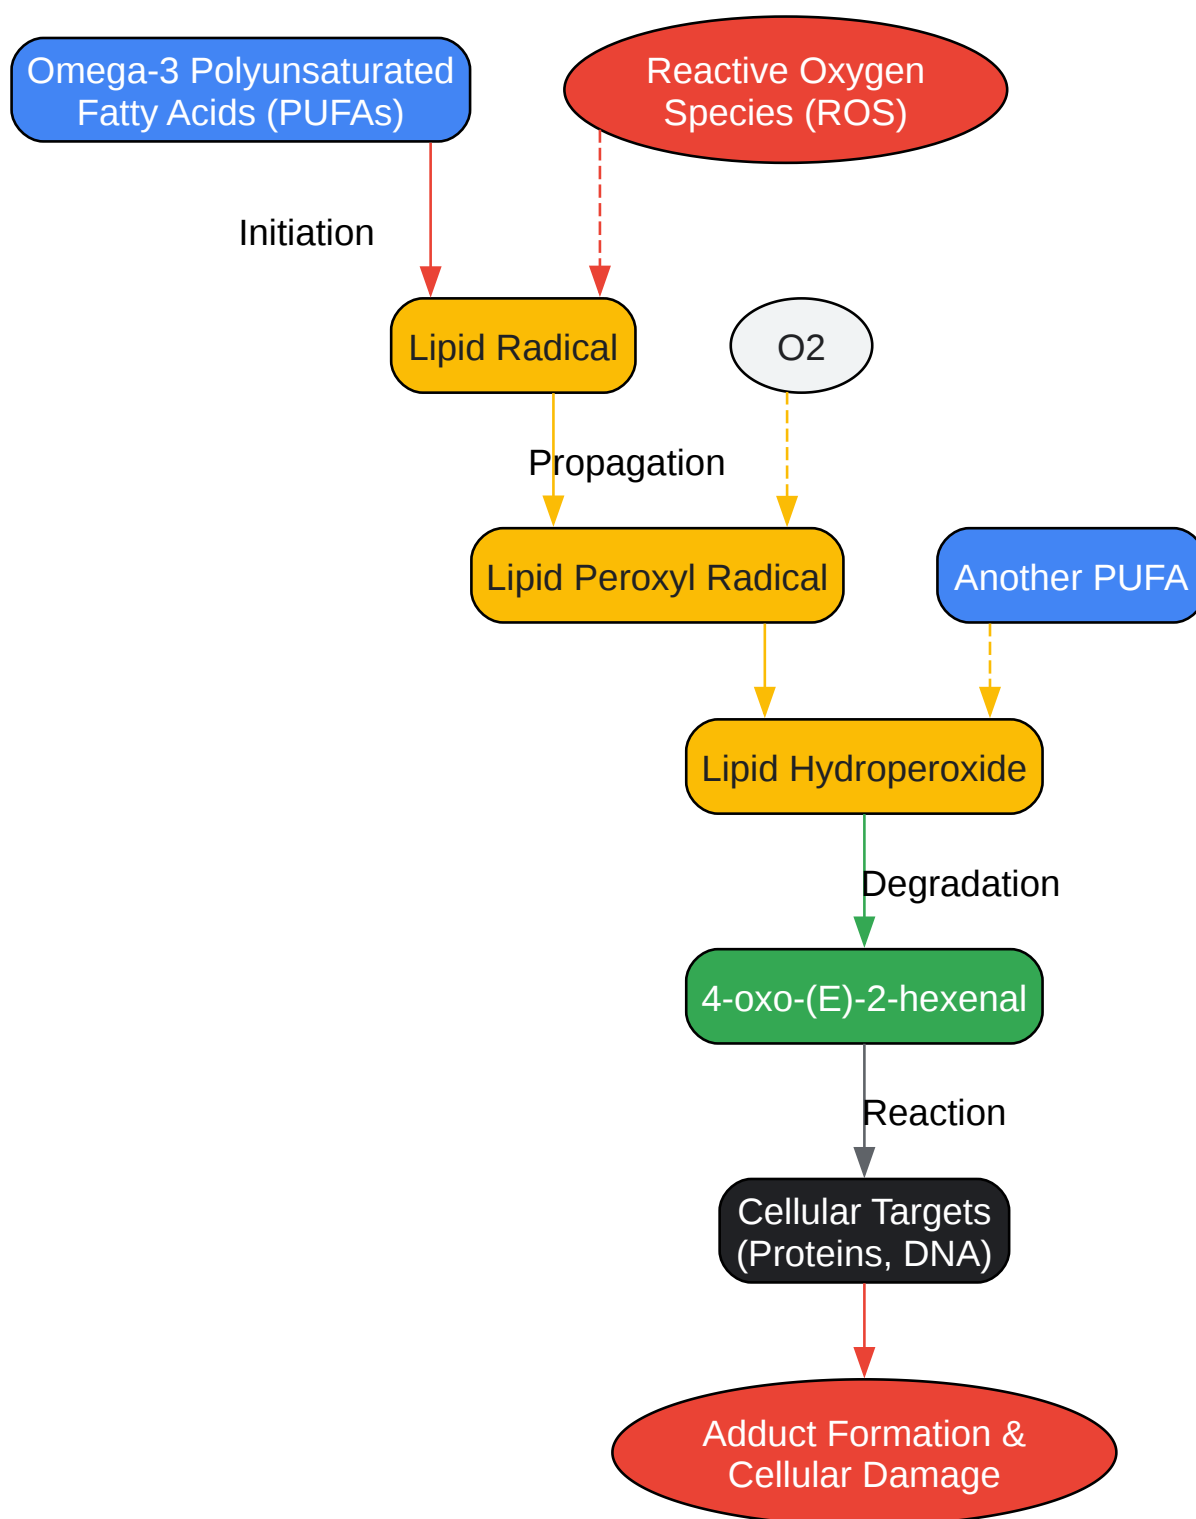 Omega-3 Polyunsaturated
Fatty Acids (PUFAs)
Reactive Oxygen
Species (ROS)
Initiation
Lipid Radical
O2
Propagation
Lipid Peroxyl Radical
Another PUFA
Lipid Hydroperoxide
Degradation
4-oxo-(E)-2-hexenal
Reaction
Cellular Targets
(Proteins, DNA)
Adduct Formation &
Cellular Damage